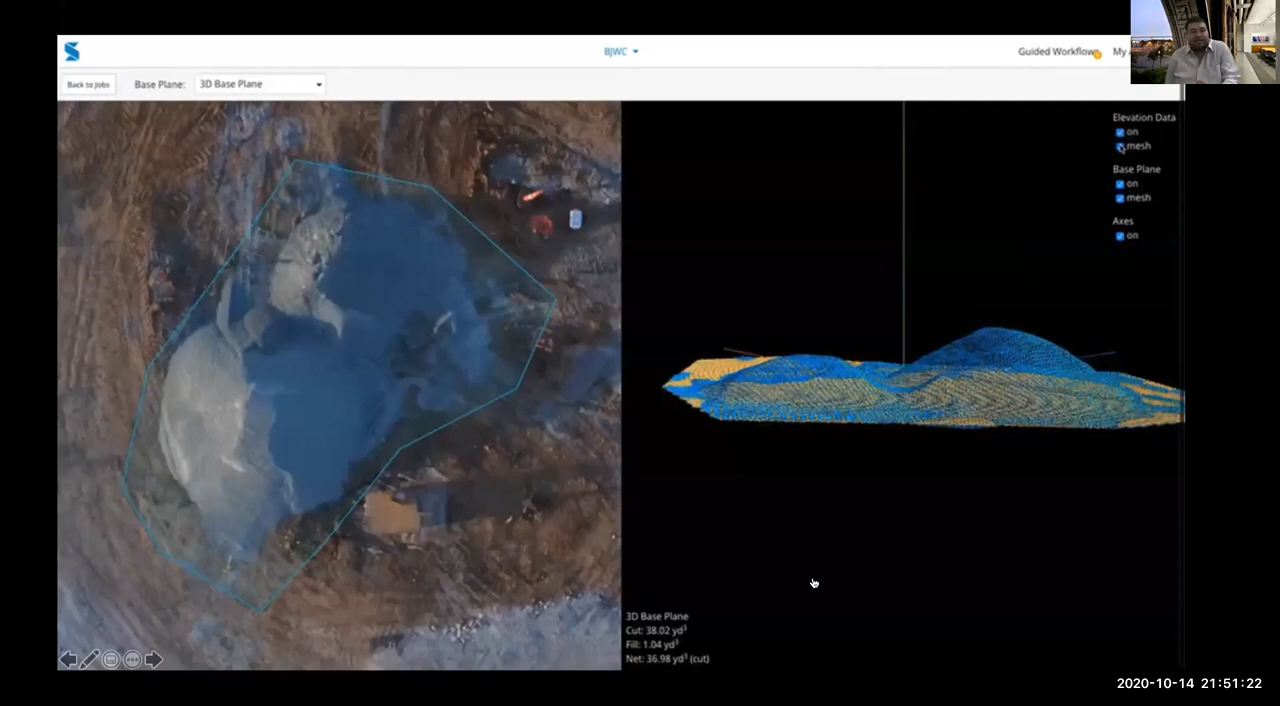 BJWC
Guided Workflows
My
Back to Jobs
Base Plane:
3D Base Plane
Elevation Data
on
mesh
Base Plane
on
mesh
Axes
on
3D Base Plane
Cut: 38.02 yd³
Fill: 1.04 yd³
Net: 36.98 yd³ (cut)
2020-10-14 21:51:22